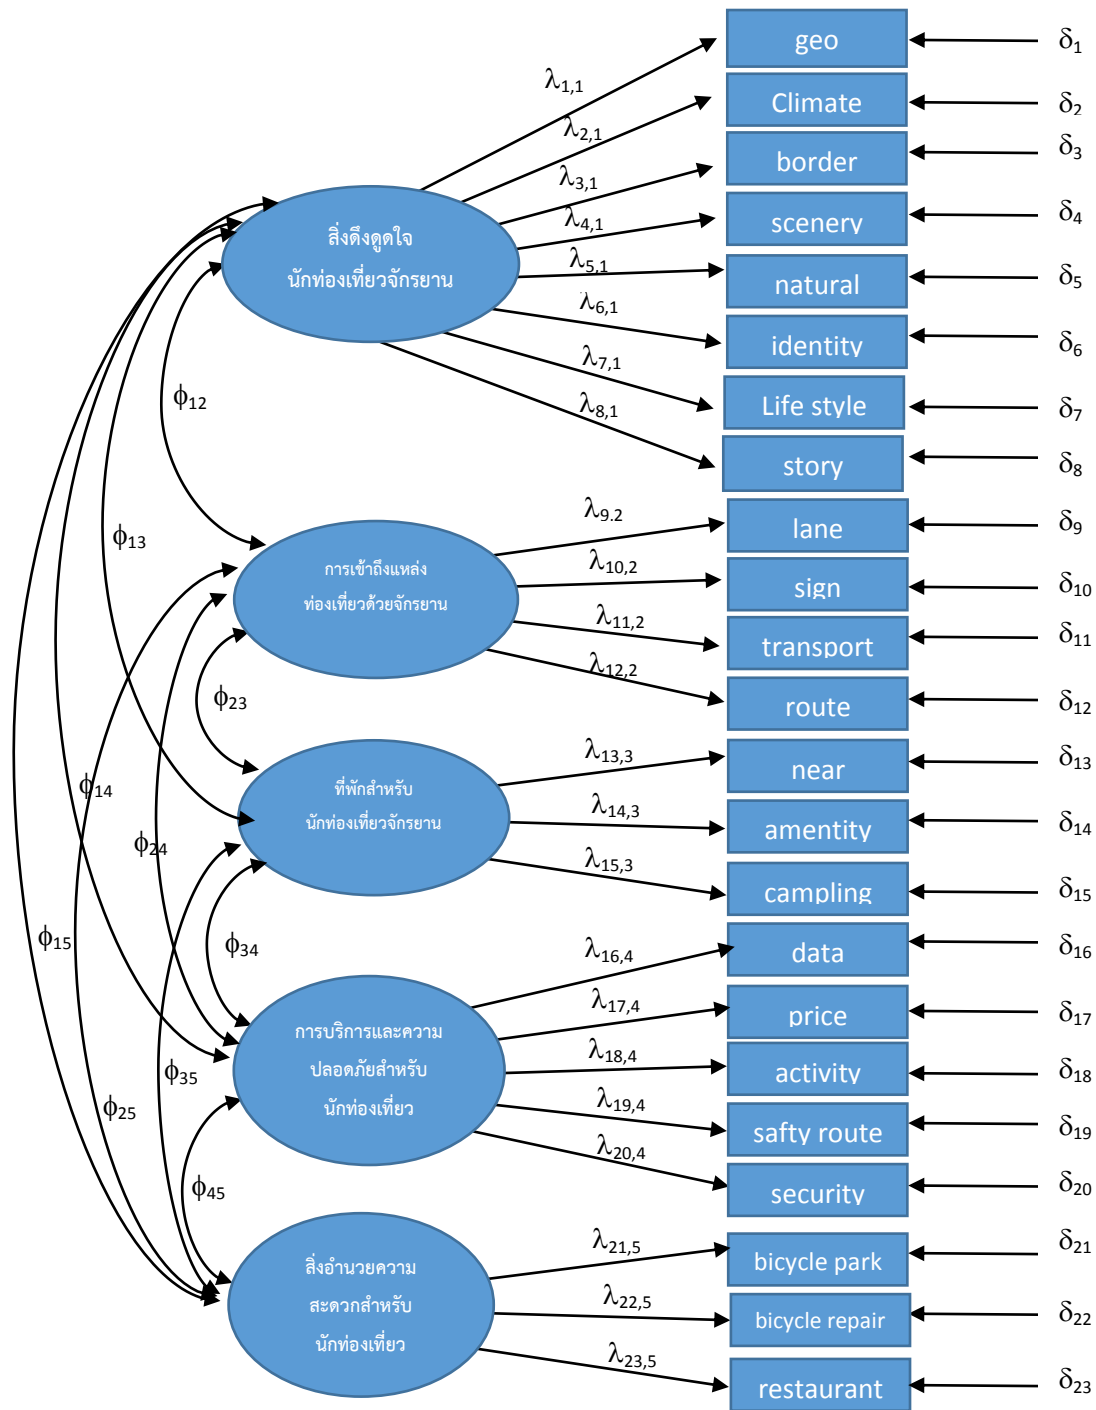 geo
δ1
λ1,1
Climate
δ2
λ2,1
border
δ3
λ3,1
สิ่งดึงดูดใจ
นักท่องเที่ยวจักรยาน
scenery
δ4
λ4,1
natural
δ5
λ5,1
identity
δ6
λ6,1
Life style
δ7
λ7,1
story
δ8
λ8,1
ϕ12
ϕ13
lane
δ9
λ9.2
การเข้าถึงแหล่ง
ท่องเที่ยวด้วยจักรยาน
sign
δ10
λ10,2
transport
δ11
λ11,2
route
δ12
λ12,2
ϕ23
ϕ14
ϕ24
near
δ13
λ13,3
ที่พักสำหรับ
นักท่องเที่ยวจักรยาน
amentity
δ14
λ14,3
campling
δ15
λ15,3
ϕ15
ϕ34
data
δ16
λ16,4
price
δ17
λ17,4
การบริการและความ
ปลอดภัยสำหรับ
นักท่องเที่ยว
activity
δ18
λ18,4
safty route
δ19
λ19,4
security
δ20
λ20,4
ϕ35
ϕ25
ϕ45
bicycle park
δ21
λ21,5
สิ่งอำนวยความ
สะดวกสำหรับ
นักท่องเที่ยว
bicycle repair
δ22
λ22,5
restaurant
δ23
λ23,5